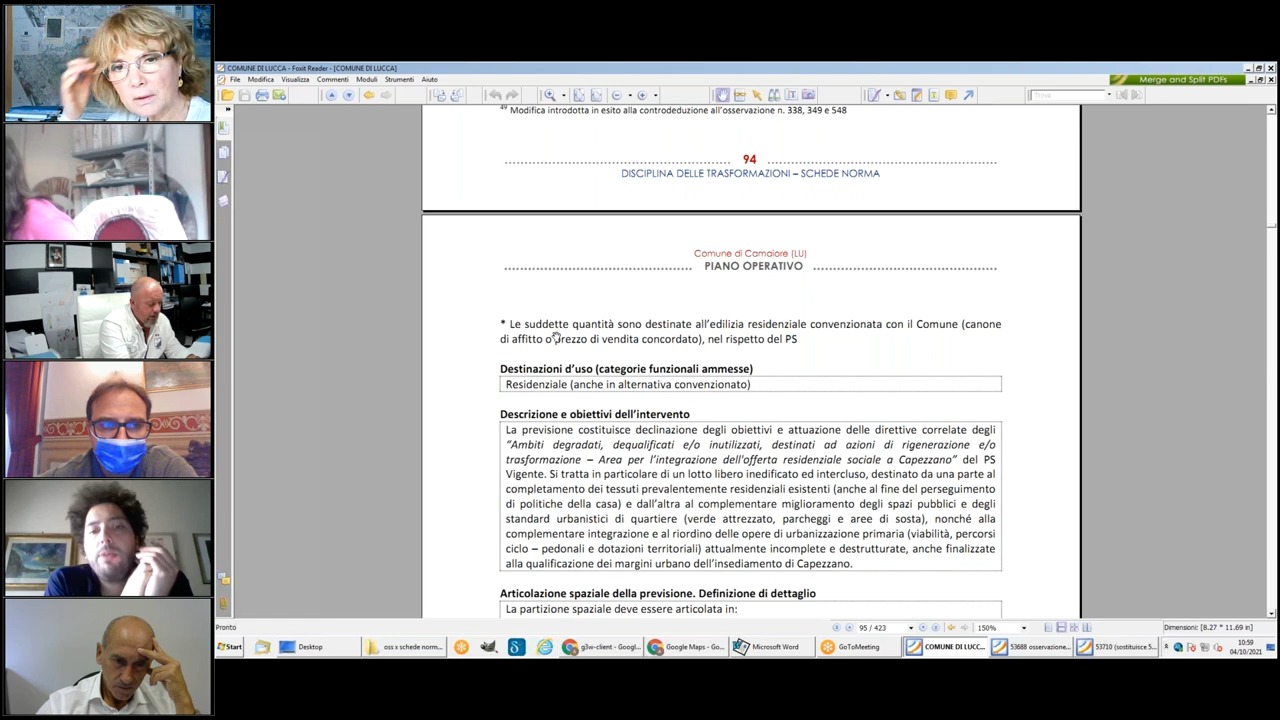 COMUNE DI LUCCA - Foxit Reader - [COMUNE DI LUCCA]
File Modifica Visualizza Commenti Moduli Strumenti Aiuto
Merge and Split PDFs
Trova
49 Modifica introdotta in esito alla controdeduzione all'osservazione n. 338, 349 e 548
94
DISCIPLINA DELLE TRASFORMAZIONI – SCHEDE NORMA
Comune di Camaiore (LU)
PIANO OPERATIVO
* Le suddette quantità sono destinate all'edilizia residenziale convenzionata con il Comune (canone
di affitto o prezzo di vendita concordato), nel rispetto del PS
Destinazioni d'uso (categorie funzionali ammesse)
Residenziale (anche in alternativa convenzionato)
Descrizione e obiettivi dell'intervento
La previsione costituisce declinazione degli obiettivi e attuazione delle direttive correlate degli
"Ambiti degradati, dequalificati e/o inutilizzati, destinati ad azioni di rigenerazione e/o
trasformazione – Area per l'integrazione dell'offerta residenziale sociale a Capezzano" del PS
Vigente. Si tratta in particolare di un lotto libero inedificato ed intercluso, destinato da una parte al
completamento dei tessuti prevalentemente residenziali esistenti (anche al fine del perseguimento
di politiche della casa) e dall'altra al complementare miglioramento degli spazi pubblici e degli
standard urbanistici di quartiere (verde attrezzato, parcheggi e aree di sosta), nonché alla
complementare integrazione e al riordino delle opere di urbanizzazione primaria (viabilità, percorsi
ciclo – pedonali e dotazioni territoriali) attualmente incomplete e destrutturate, anche finalizzate
alla qualificazione dei margini urbano dell'insediamento di Capezzano.
Articolazione spaziale della previsione. Definizione di dettaglio
La partizione spaziale deve essere articolata in:
Pronto
95 / 423
150%
Dimensioni: [8.27 * 11.69 in]
Start
Desktop
oss x schede norm...
g3w-client - Googl...
Google Maps - Go...
Microsoft Word
GoToMeeting
COMUNE DI LUCC...
53688 osservazione...
53710 (sostituisce 5...
10:59
04/10/2021